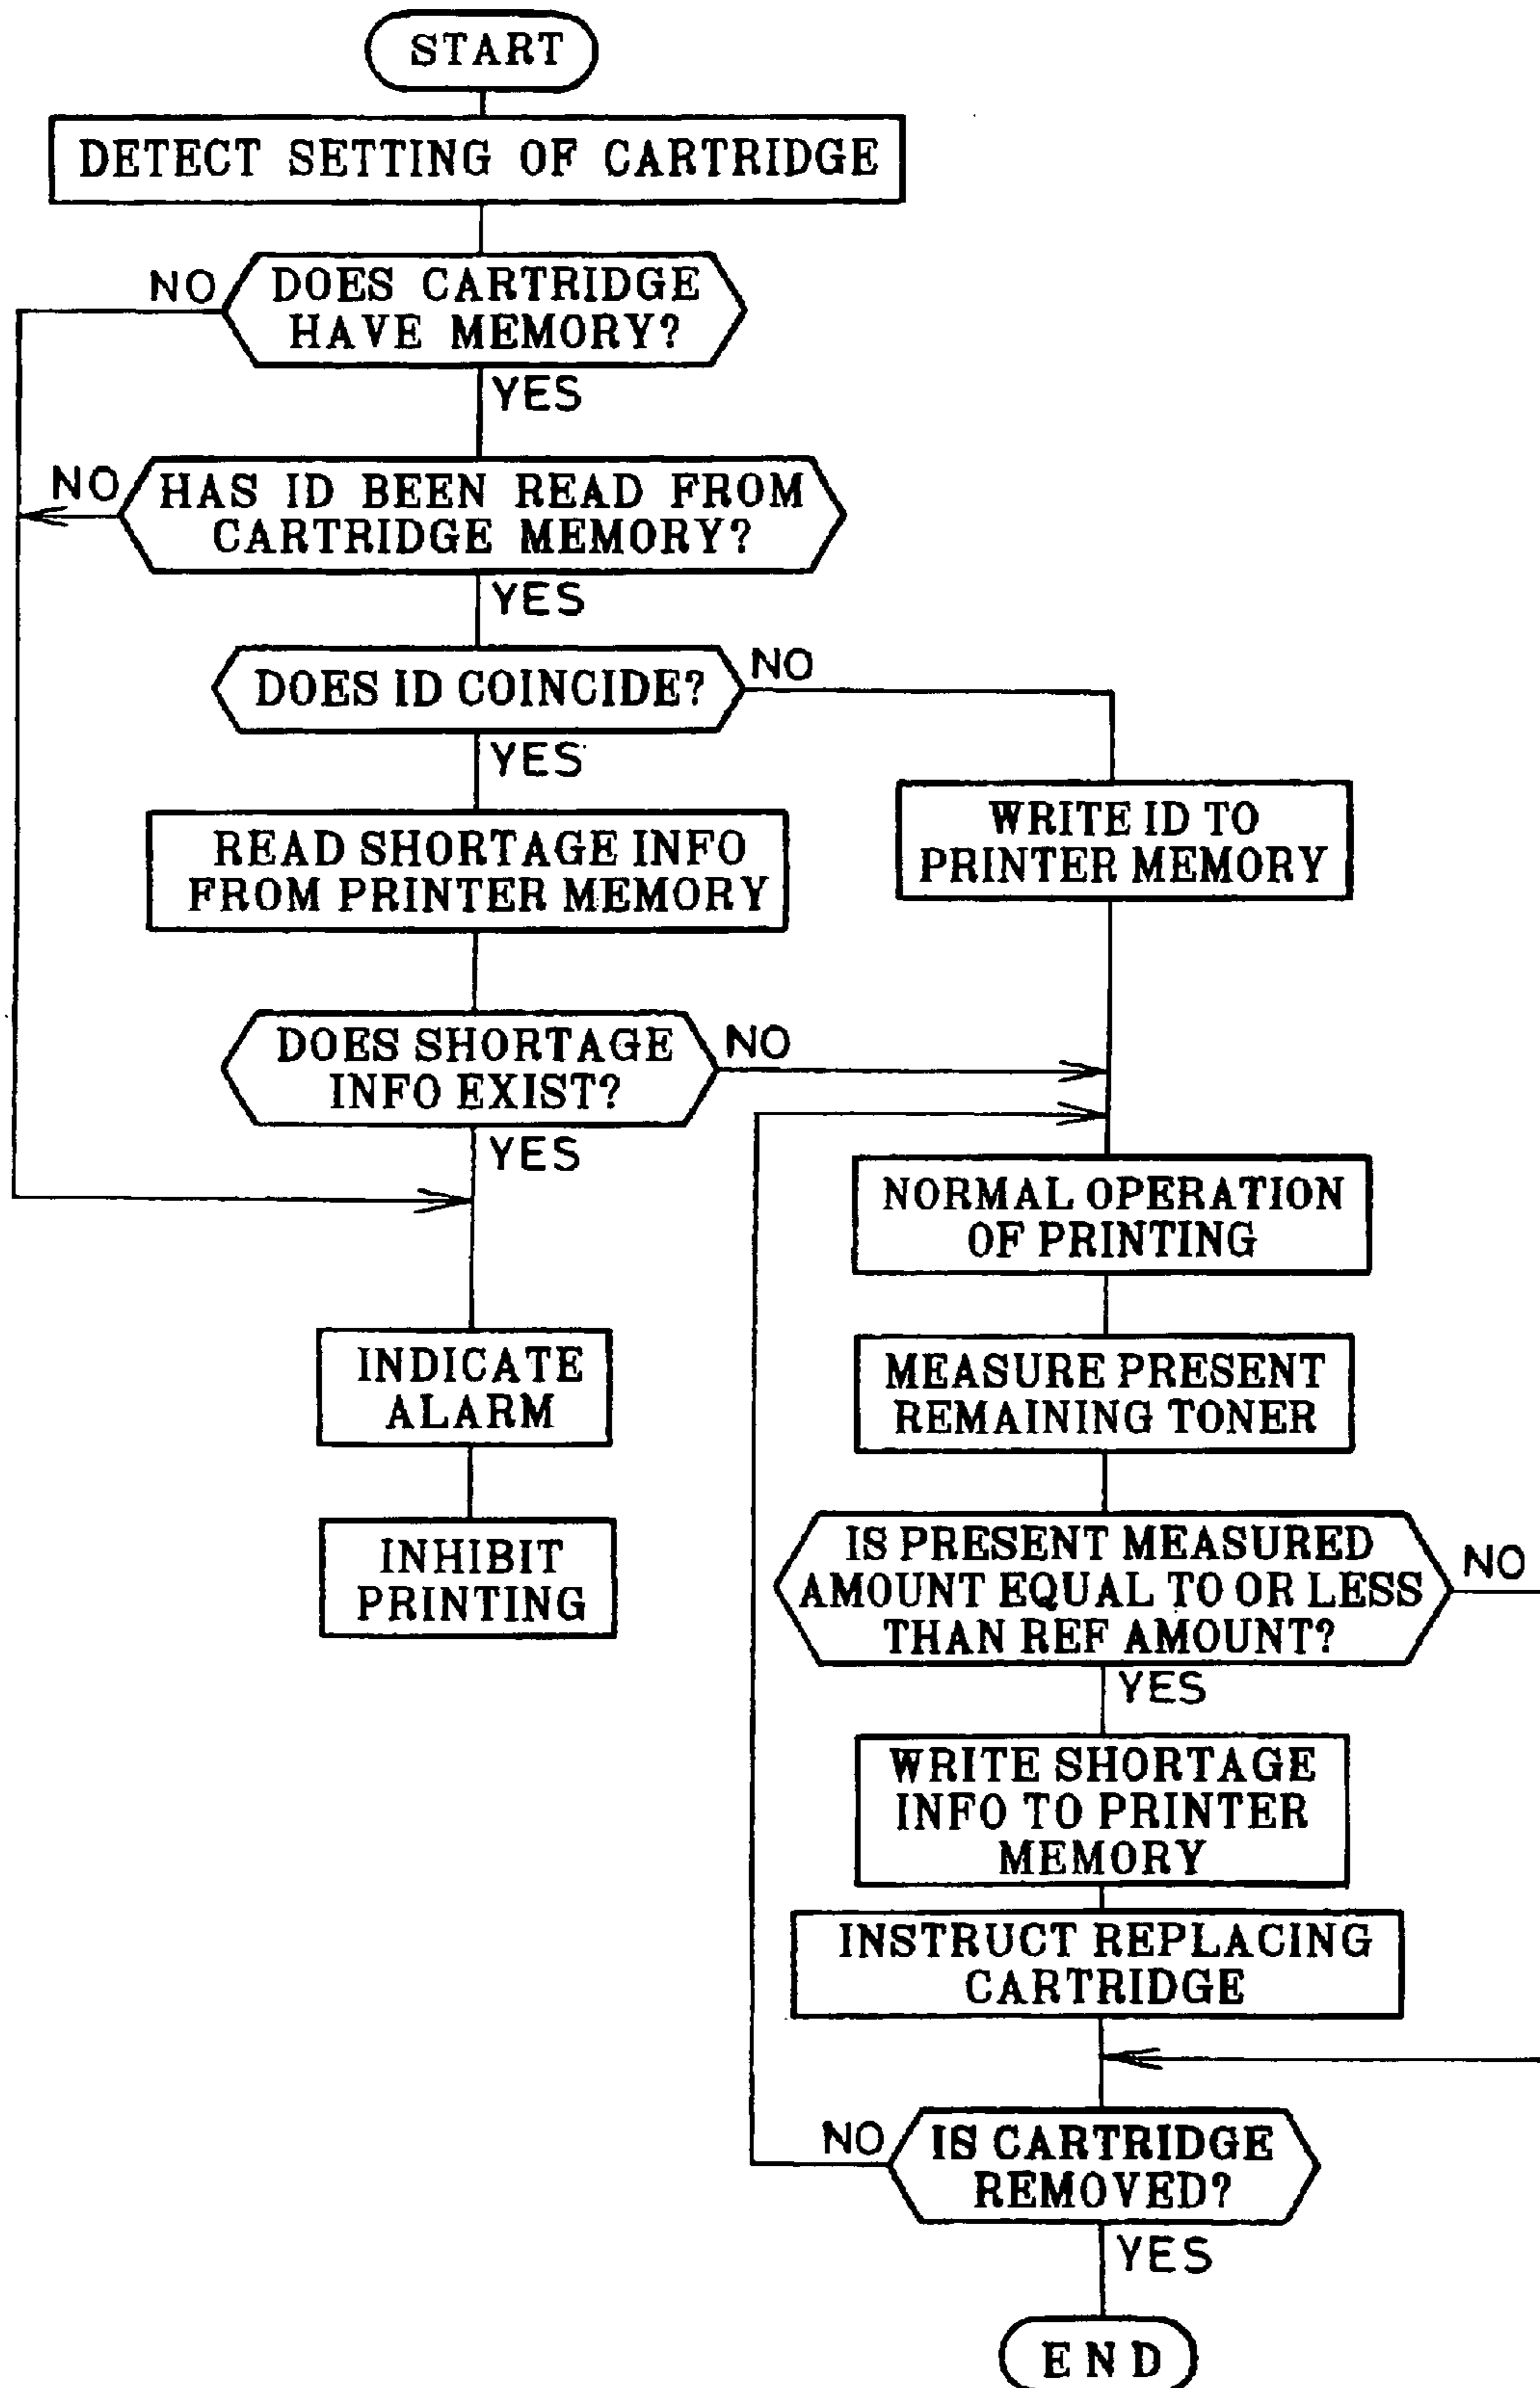 START
DETECT SETTING OF CARTRIDGE
NO
DOES CARTRIDGE
HAVE MEMORY?
YES
NO
HAS ID BEEN READ FROM
CARTRIDGE MEMORY?
YES
DOES ID COINCIDE?
NO
YES
READ SHORTAGE INFO
FROM PRINTER MEMORY
WRITE ID TO
PRINTER MEMORY
DOES SHORTAGE
INFO EXIST?
NO
YES
INDICATE
ALARM
INHIBIT
PRINTING
NORMAL OPERATION
OF PRINTING
MEASURE PRESENT
REMAINING TONER
IS PRESENT MEASURED
AMOUNT EQUAL TO OR LESS
THAN REF AMOUNT?
NO
YES
WRITE SHORTAGE
INFO TO PRINTER
MEMORY
INSTRUCT REPLACING
CARTRIDGE
NO
IS CARTRIDGE
REMOVED?
YES
END